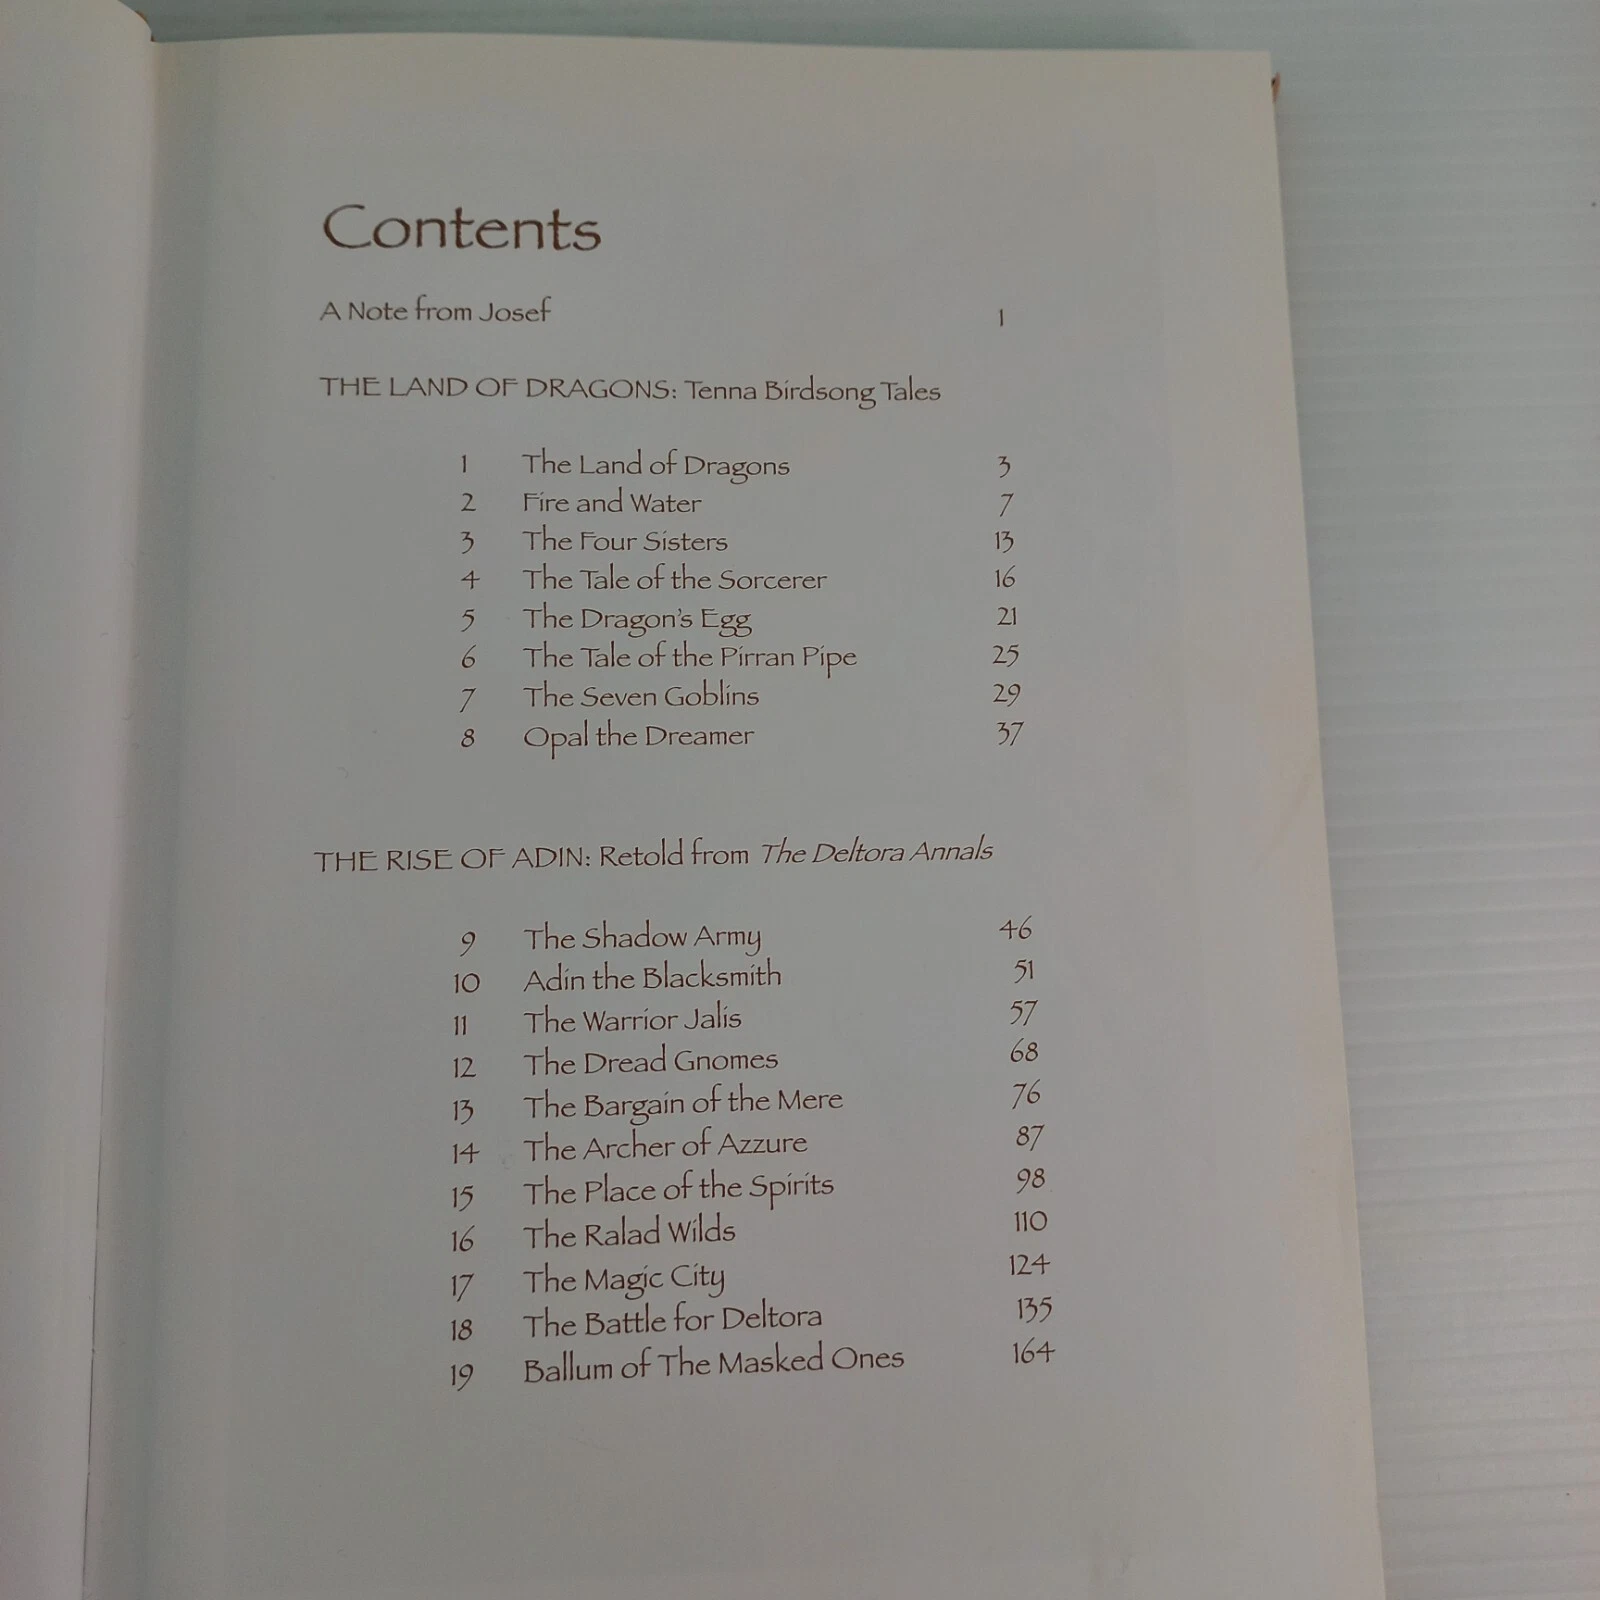 Contents
A Note from Josef 1
THE LAND OF DRAGONS: Tenna Birdsong Tales
1 The Land of Dragons 3
2 Fire and Water 7
3 The Four Sisters 13
4 The Tale of the Sorcerer 16
5 The Dragon's Egg 21
6 The Tale of the Pirran Pipe 25
7 The Seven Goblins 29
8 Opal the Dreamer 37
THE RISE OF ADIN: Retold from The Deltora Annals
9 The Shadow Army 46
10 Adin the Blacksmith 51
11 The Warrior Jalis 57
12 The Dread Gnomes 68
13 The Bargain of the Mere 76
14 The Archer of Azzure 87
15 The Place of the Spirits 98
16 The Ralad Wilds 110
17 The Magic City 124
18 The Battle for Deltora 135
19 Ballum of The Masked Ones 164